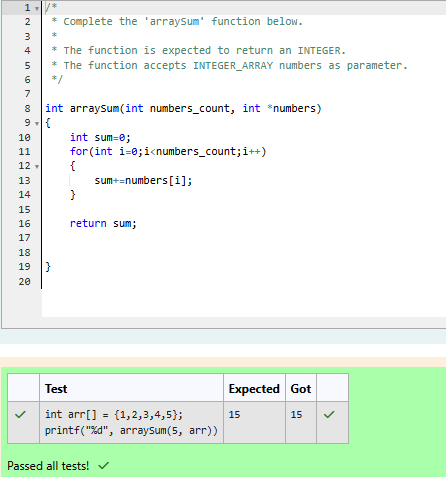 1 /*
2  * Complete the 'arraySum' function below.
3  *
4  * The function is expected to return an INTEGER.
5  * The function accepts INTEGER_ARRAY numbers as parameter.
6  */
7
8 int arraySum(int numbers_count, int *numbers)
9 {
10     int sum=0;
11     for(int i=0;i<numbers_count;i++)
12     {
13         sum+=numbers[i];
14     }
15
16     return sum;
17
18
19 }
20
Test Expected Got
int arr[] = {1,2,3,4,5}; 15 15
printf("%d", arraySum(5, arr))
Passed all tests!